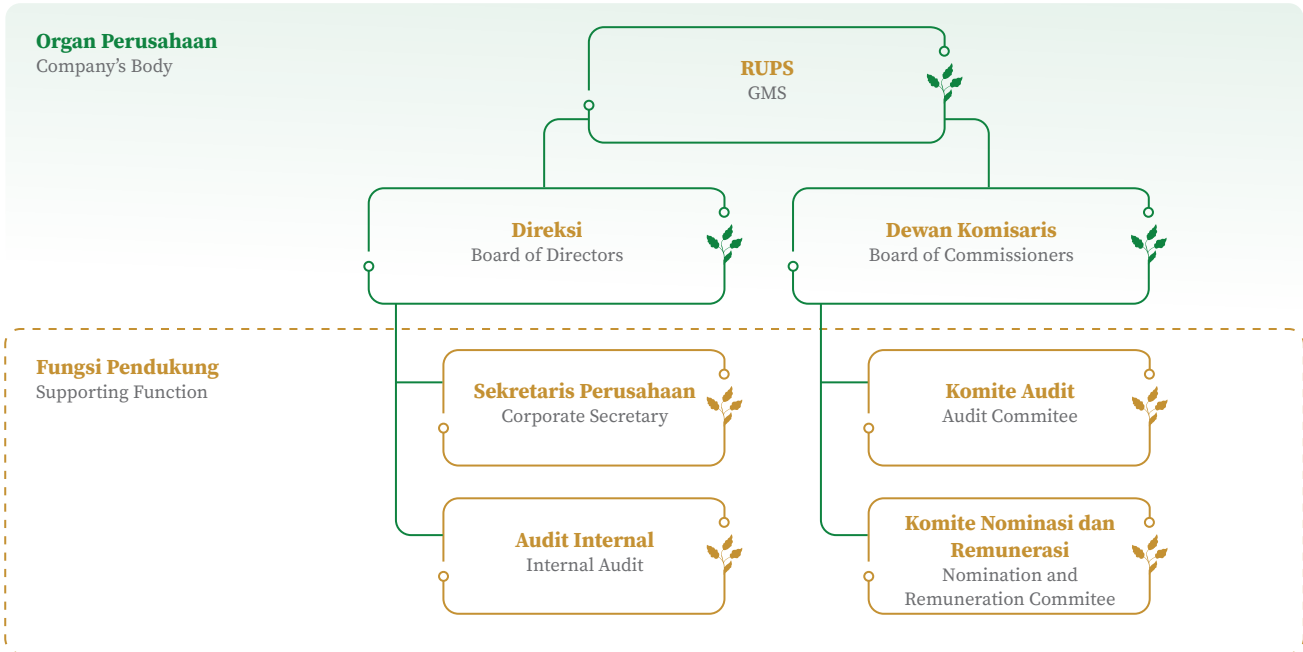 Organ Perusahaan
Company's Body
RUPS
GMS
Direksi
Board of Directors
Dewan Komisaris
Board of Commissioners
Fungsi Pendukung
Supporting Function
Sekretaris Perusahaan
Corporate Secretary
Komite Audit
Audit Commitee
Audit Internal
Internal Audit
Komite Nominasi dan
Remunerasi
Nomination and
Remuneration Commitee